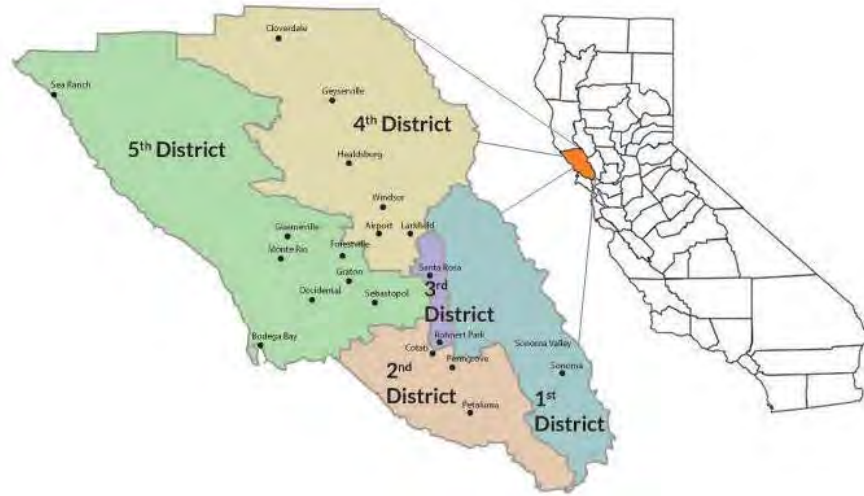 Cloverdale
Sea Ranch
Geyserville
4th District
5th District
Healdsburg
Windsor
Guerneville
Airport
Larkfield
Monte Rio
Forestville
Santa Rosa
Graton
3rd
District
Occidental
Sebastopol
Bodega Bay
Rohnert Park
Sonoma Valley
Cotati
Penngrove
Sonoma
2nd
District
1st
District
Petaluma